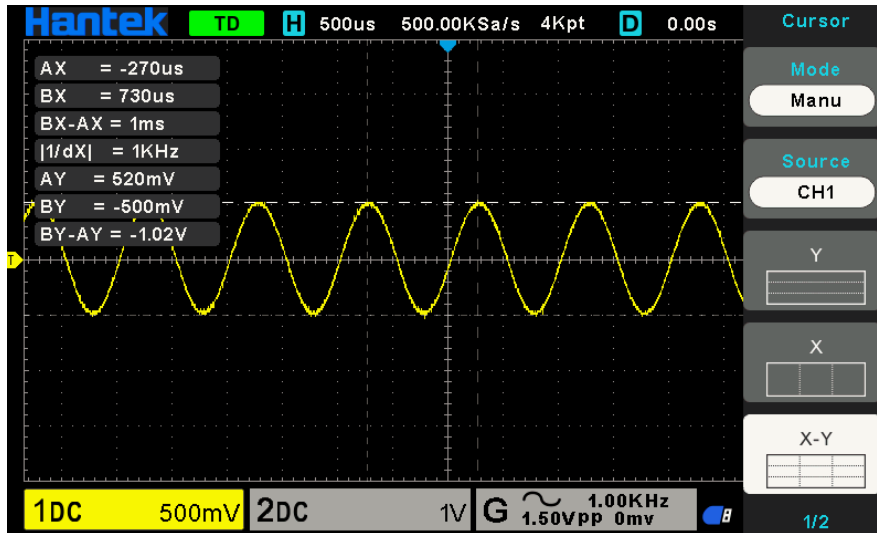 Hantek TD H 500us 500.00KSa/s 4Kpt D 0.00s Cursor
AX = -270us
BX = 730us
BX-AX = 1ms
|1/dX| = 1KHz
AY = 520mV
BY = -500mV
BY-AY = -1.02V
T
Mode
Manu
Source
CH1
Y
X
X-Y
1/2
1DC 500mV 2DC 1V G 1.00KHz
1.50Vpp 0mv